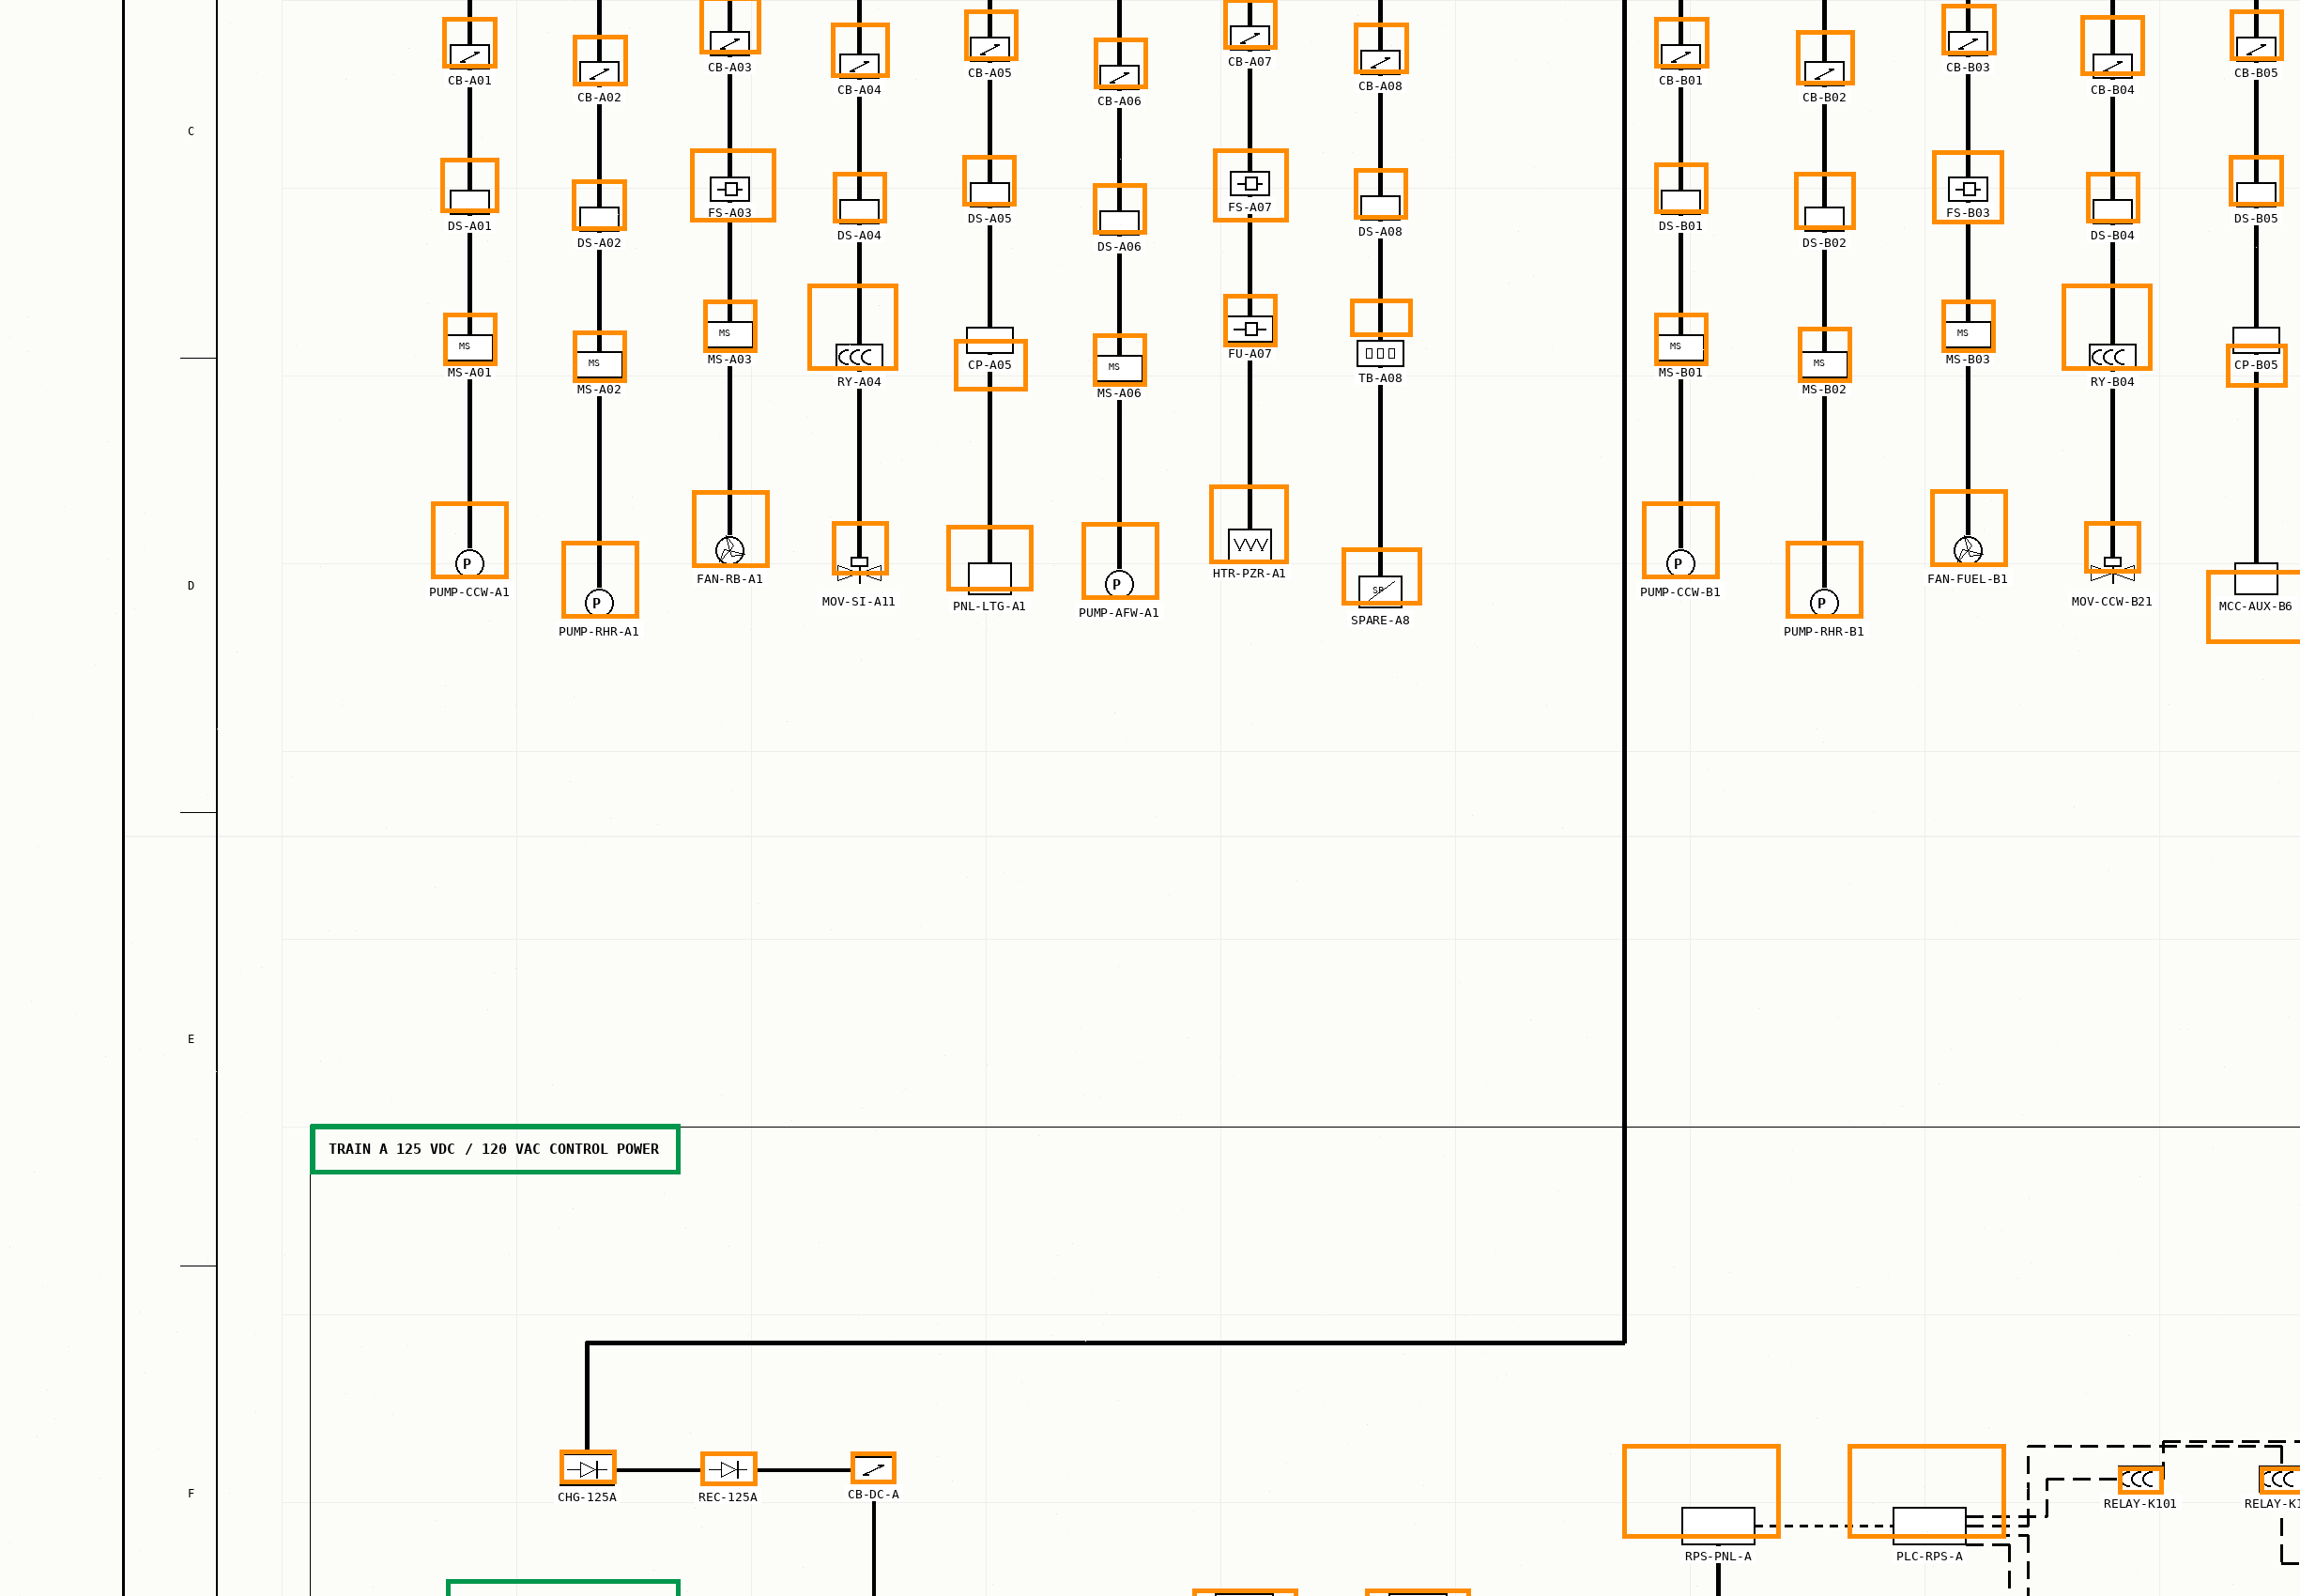 CB-A01
CB-A02
CB-A03
CB-A04
CB-A05
CB-A06
CB-A07
CB-A08
CB-B01
CB-B02
CB-B03
CB-B04
CB-B05
C
DS-A01
DS-A02
FS-A03
DS-A04
DS-A05
DS-A06
FS-A07
DS-A08
DS-B01
DS-B02
FS-B03
DS-B04
DS-B05
MS
MS-A01
MS
MS-A02
MS
MS-A03
RY-A04
CP-A05
MS
MS-A06
FU-A07
TB-A08
MS
MS-B01
MS
MS-B02
MS
MS-B03
RY-B04
CP-B05
D
P
PUMP-CCW-A1
P
PUMP-RHR-A1
FAN-RB-A1
MOV-SI-A11
PNL-LTG-A1
P
PUMP-AFW-A1
HTR-PZR-A1
SP
SPARE-A8
P
PUMP-CCW-B1
P
PUMP-RHR-B1
FAN-FUEL-B1
MOV-CCW-B21
MCC-AUX-B6
E
TRAIN A 125 VDC / 120 VAC CONTROL POWER
F
CHG-125A
REC-125A
CB-DC-A
RPS-PNL-A
PLC-RPS-A
RELAY-K101